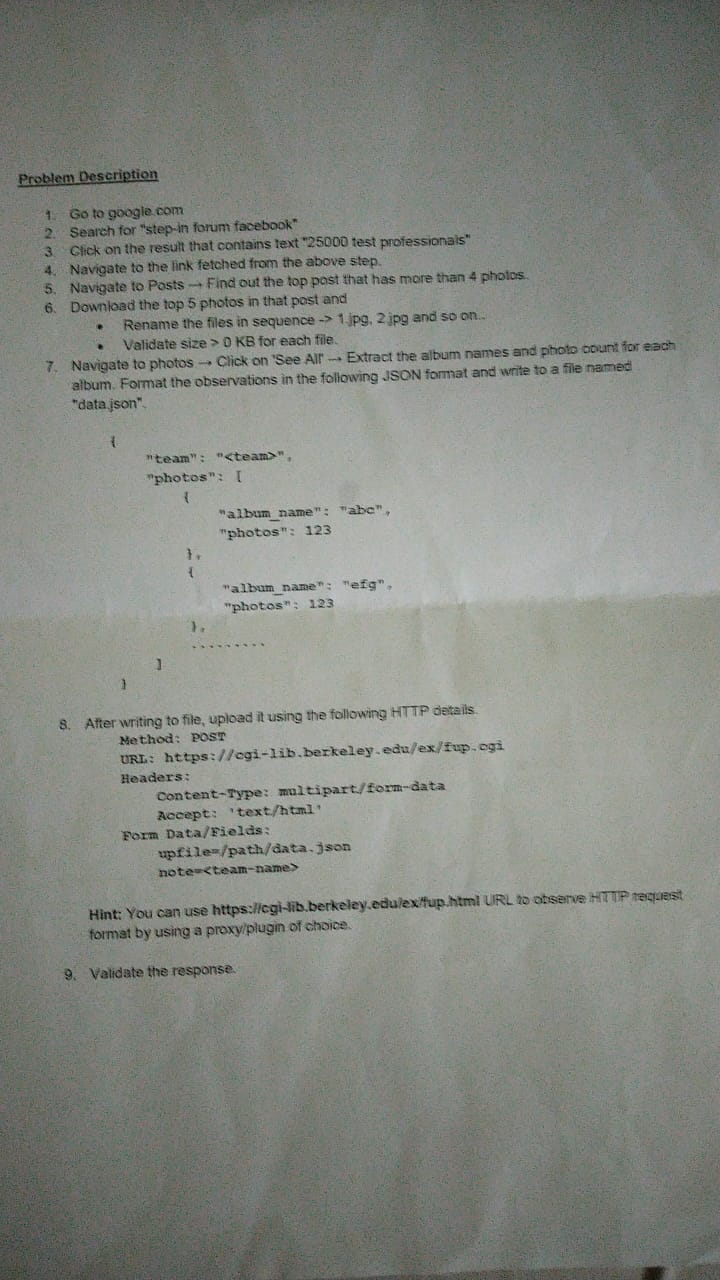 Problem Description
1. Go to google.com
2. Search for "step-in forum facebook"
3. Click on the result that contains text "25000 test professionals"
4. Navigate to the link fetched from the above step.
5. Navigate to Posts → Find out the top post that has more than 4 photos.
6. Download the top 5 photos in that post and
• Rename the files in sequence -> 1.jpg, 2.jpg and so on..
• Validate size > 0 KB for each file.
7. Navigate to photos → Click on 'See All' → Extract the album names and photo count for each
album. Format the observations in the following JSON format and write to a file named
"data.json".
{
"team": "<team>",
"photos": [
{
"album_name": "abc",
"photos": 123
},
{
"album_name": "efg",
"photos": 123
},
.........
]
}
8. After writing to file, upload it using the following HTTP details.
Method: POST
URL: https://cgi-lib.berkeley.edu/ex/fup.cgi
Headers:
Content-Type: multipart/form-data
Accept: 'text/html'
Form Data/Fields:
upfile=/path/data.json
note=<team-name>
Hint: You can use https://cgi-lib.berkeley.edu/ex/fup.html URL to observe HTTP request
format by using a proxy/plugin of choice.
9. Validate the response.